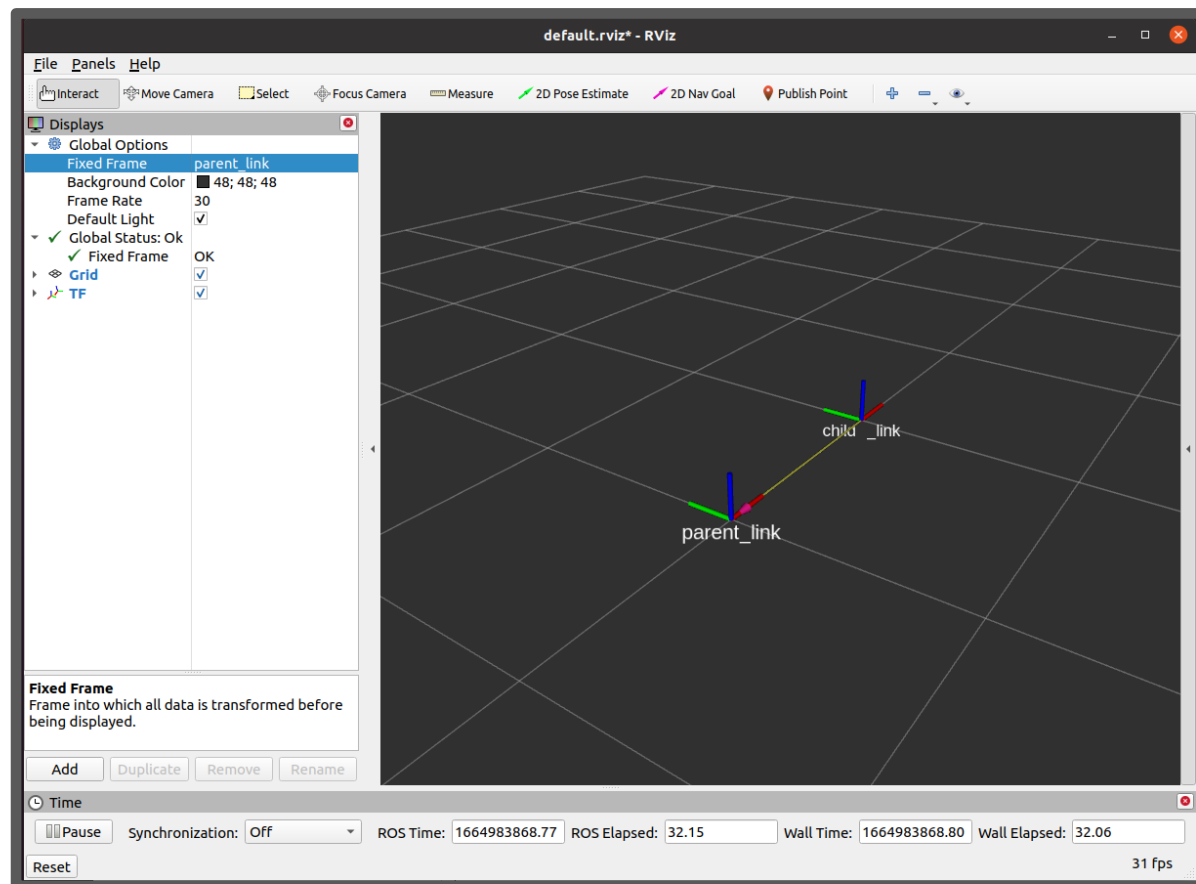 default.rviz* - RViz
File Panels Help
Interact Move Camera Select Focus Camera Measure 2D Pose Estimate 2D Nav Goal Publish Point
Displays
Global Options
Fixed Frame parent_link
Background Color 48; 48; 48
Frame Rate 30
Default Light
Global Status: Ok
Fixed Frame OK
Grid
TF
child _link
parent_link
Fixed Frame
Frame into which all data is transformed before
being displayed.
Add Duplicate Remove Rename
Time
Pause Synchronization: Off ROS Time: 1664983868.77 ROS Elapsed: 32.15 Wall Time: 1664983868.80 Wall Elapsed: 32.06
Reset 31 fps